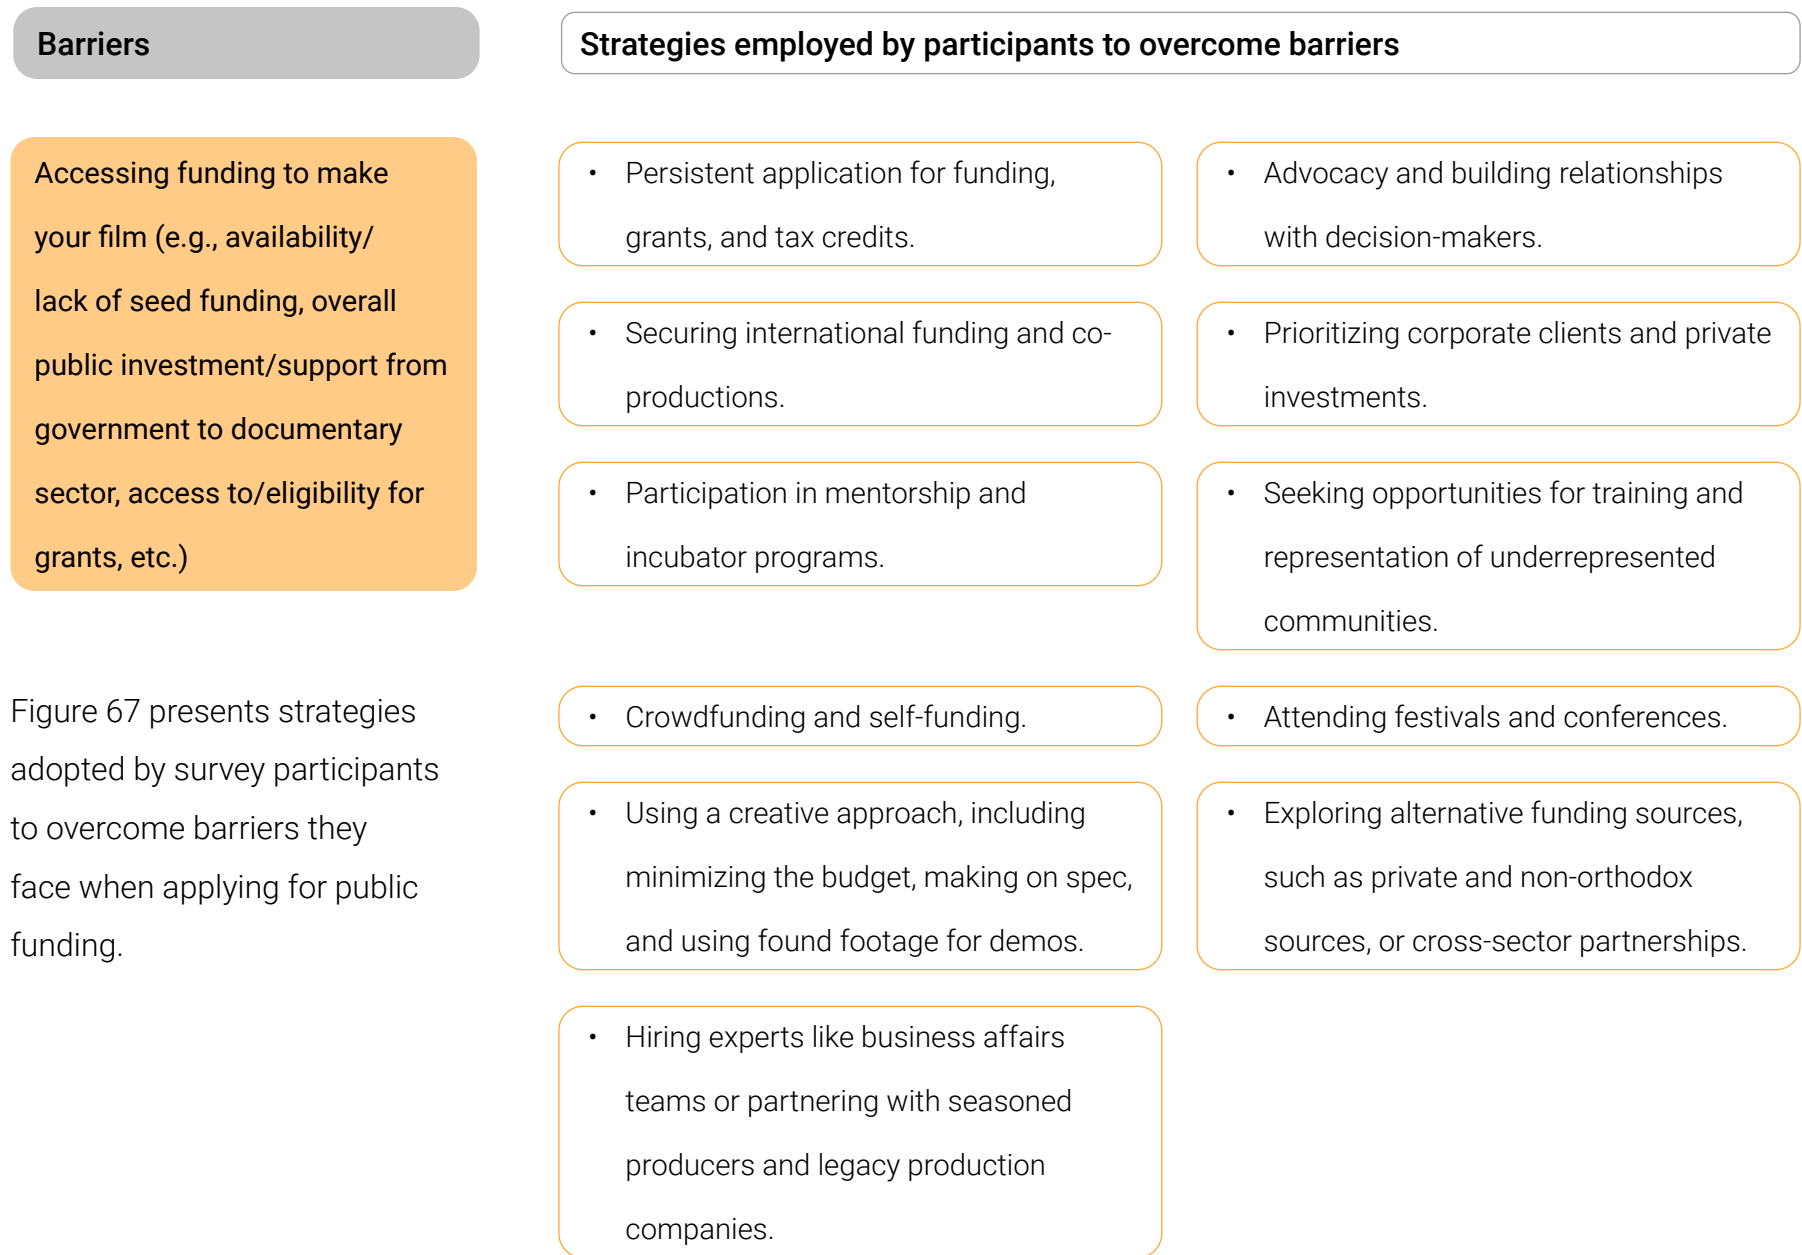 Barriers
Strategies employed by participants to overcome barriers
Accessing funding to make
your film (e.g., availability/
lack of seed funding, overall
public investment/support from
government to documentary
sector, access to/eligibility for
grants, etc.)
Figure 67 presents strategies
adopted by survey participants
to overcome barriers they
face when applying for public
funding.
• Persistent application for funding,
grants, and tax credits.
• Advocacy and building relationships
with decision-makers.
• Securing international funding and co-
productions.
• Prioritizing corporate clients and private
investments.
• Participation in mentorship and
incubator programs.
• Seeking opportunities for training and
representation of underrepresented
communities.
• Crowdfunding and self-funding.
• Attending festivals and conferences.
• Using a creative approach, including
minimizing the budget, making on spec,
and using found footage for demos.
• Exploring alternative funding sources,
such as private and non-orthodox
sources, or cross-sector partnerships.
• Hiring experts like business affairs
teams or partnering with seasoned
producers and legacy production
companies.